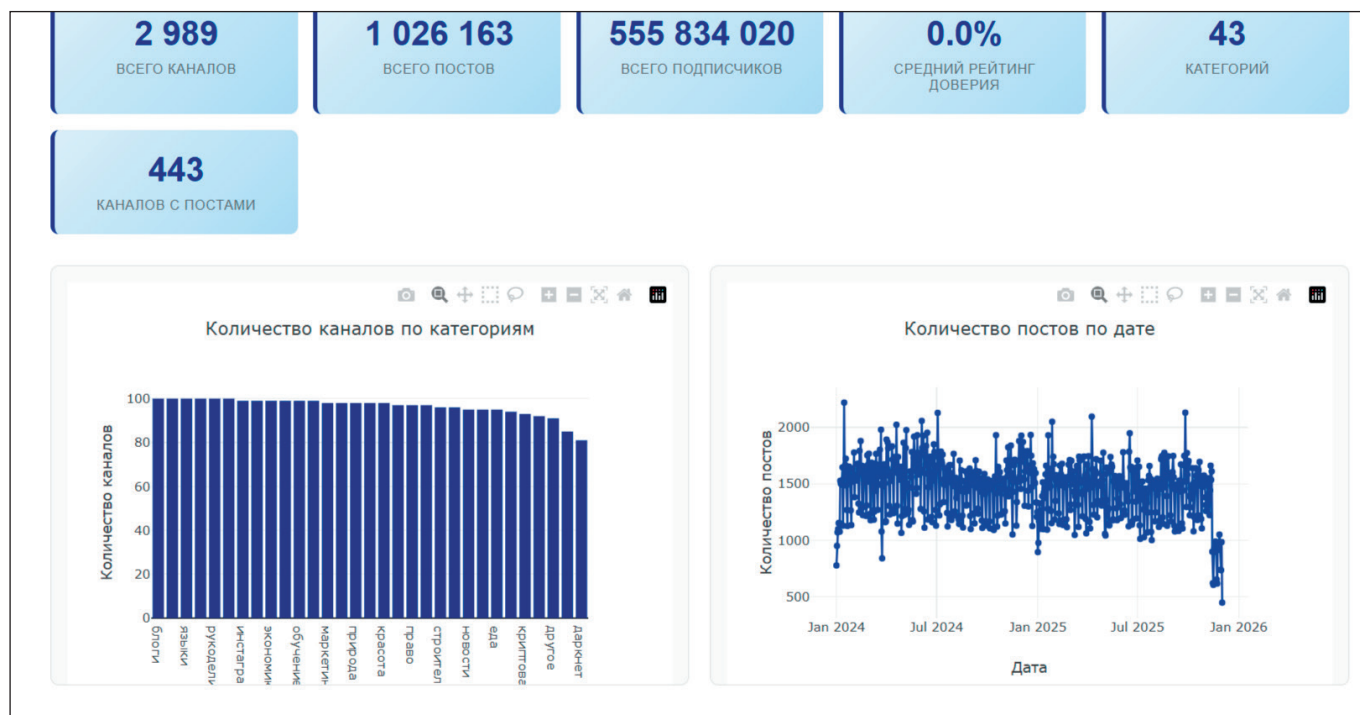 2 989
ВСЕГО КАНАЛОВ
1 026 163
ВСЕГО ПОСТОВ
555 834 020
ВСЕГО ПОДПИСЧИКОВ
0.0%
СРЕДНИЙ РЕЙТИНГ
ДОВЕРИЯ
43
КАТЕГОРИЙ
443
КАНАЛОВ С ПОСТАМИ
Количество каналов по категориям
Количество каналов
100
80
60
40
20
0
блоги
языки
рукодели
инстагра
экономик
обучение
маркетин
природа
красота
право
строител
новости
еда
криптова
другое
даркнет
Количество постов по дате
Количество постов
2000
1500
1000
500
Jan 2024
Jul 2024
Jan 2025
Jul 2025
Jan 2026
Дата